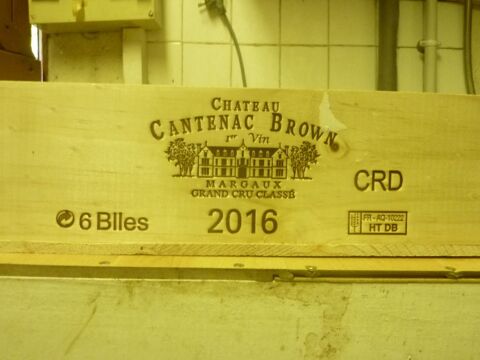 CHATEAU
CANTENAC BROWN
1er Vin
MARGAUX
GRAND CRU CLASSÉ
CRD
6 Blles
2016
FR - AQ-10222
HT DB